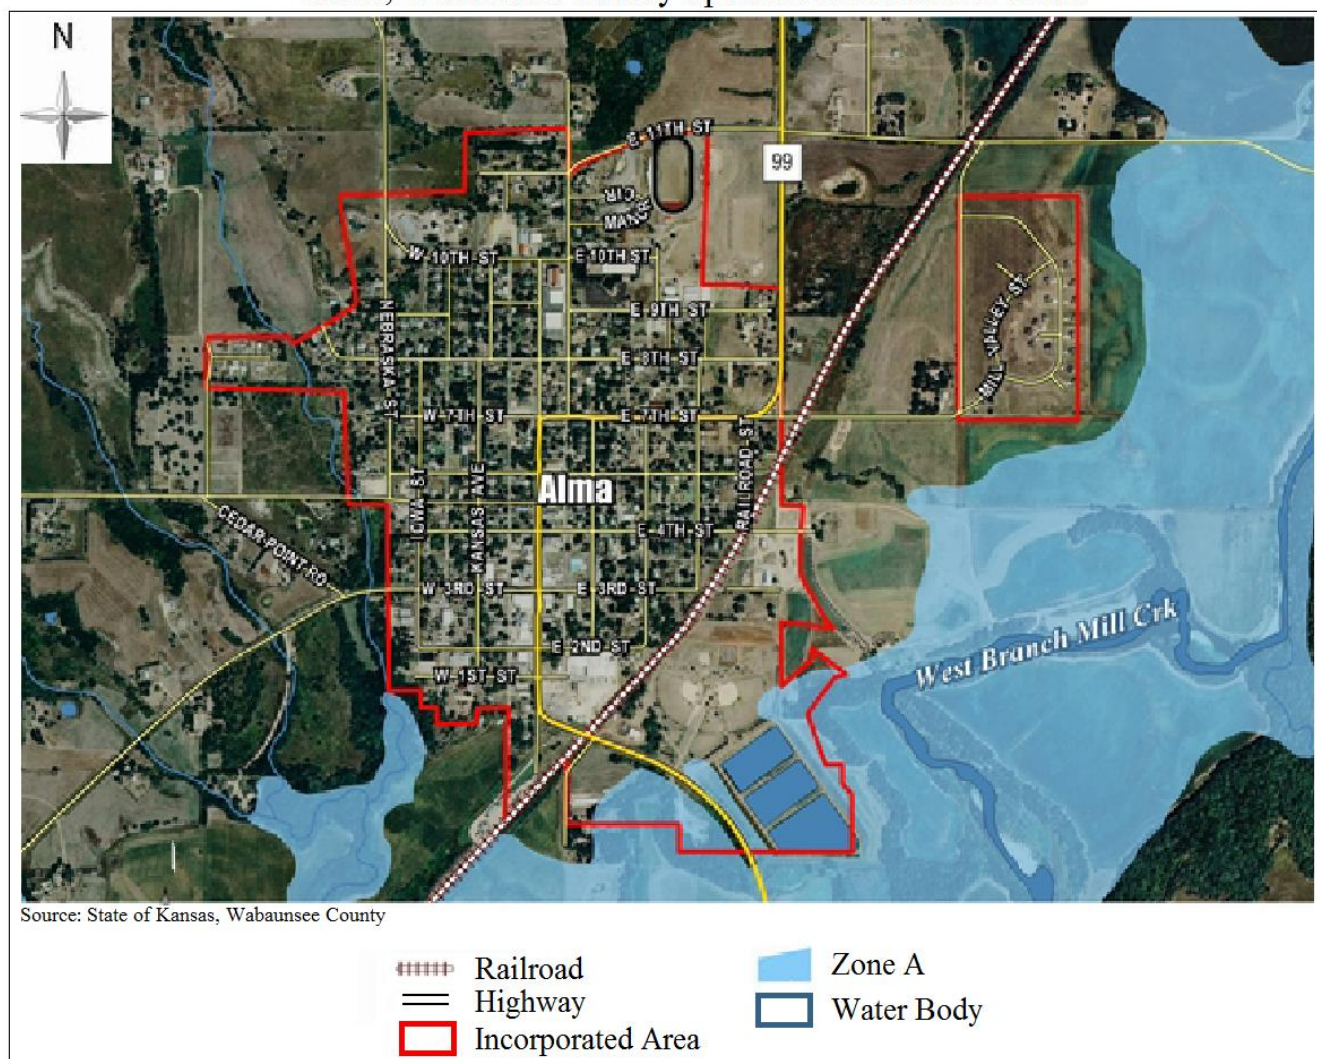 N
E 11TH ST
99
CIR
MANOR
W 10TH ST
E 10TH ST
NEBRASKA ST
E 9TH ST
MILL VALLEY ST
E 8TH ST
W 7TH ST
E 7TH ST
RAILROAD ST
IOWA ST
KANSAS AVE
Alma
CEDAR POINT RD
E 4TH ST
W 3RD ST
E 3RD ST
West Branch Mill Crk
E 2ND ST
W 1ST ST
Source: State of Kansas, Wabaunsee County
Railroad
Zone A
Highway
Water Body
Incorporated Area